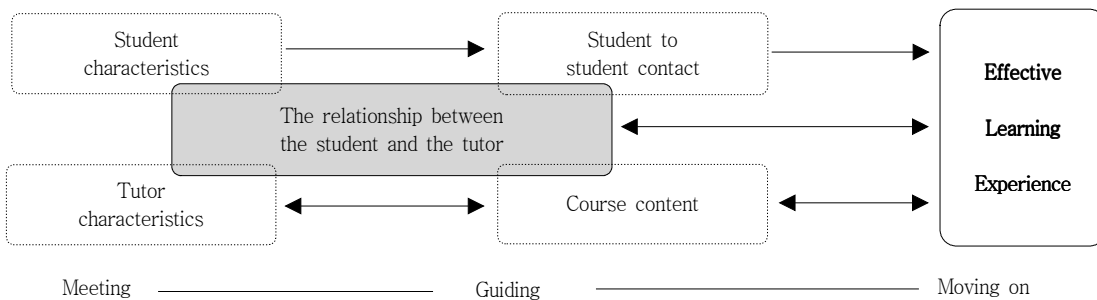 Student
characteristics
Student to
student contact
The relationship between
the student and the tutor
Tutor
characteristics
Course content
Effective
Learning
Experience
Meeting
Guiding
Moving on